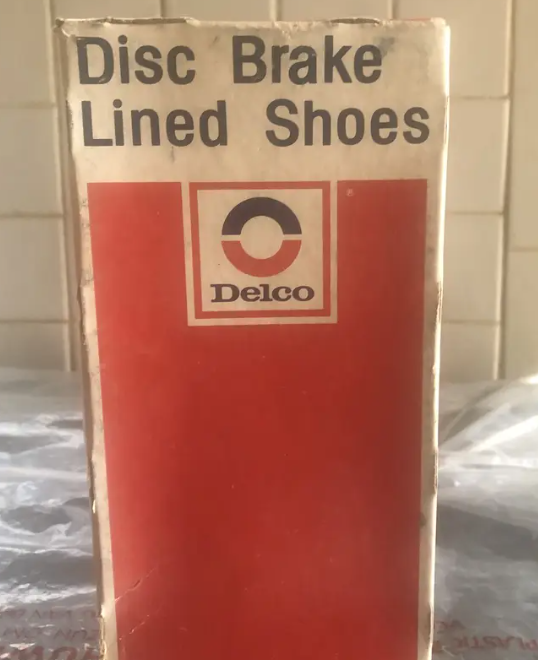 Disc Brake
Lined Shoes
®
Delco